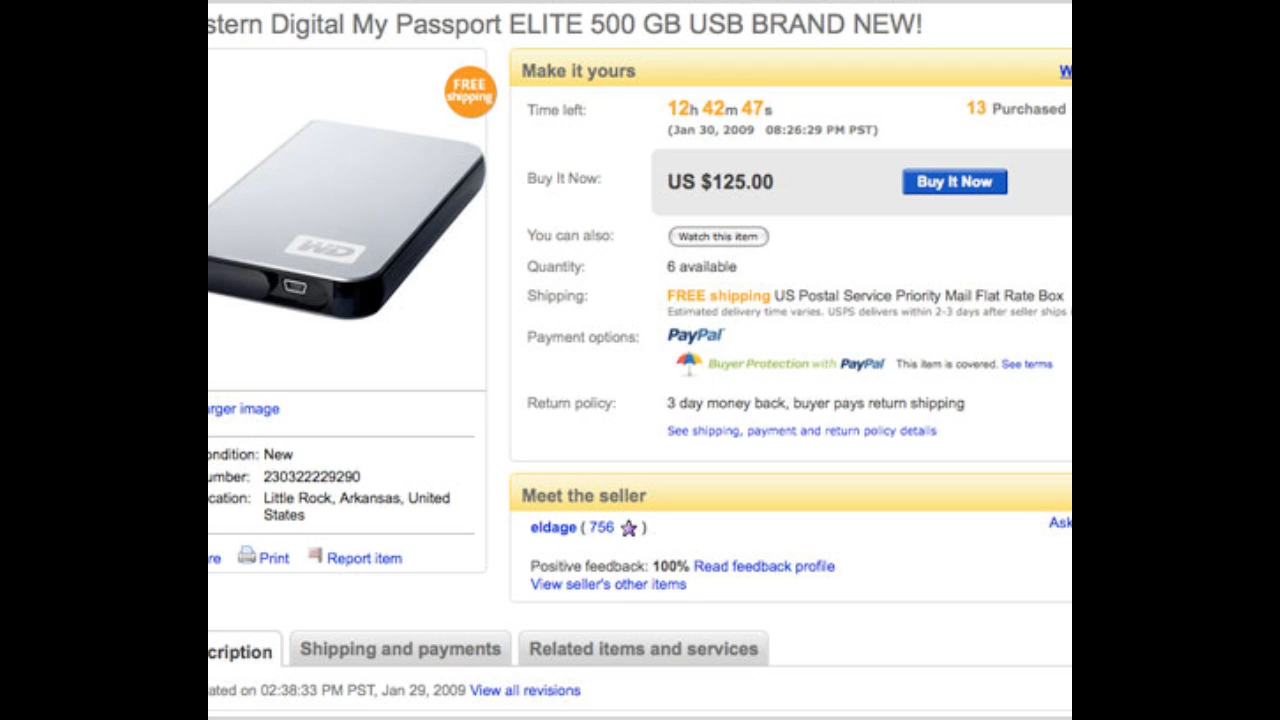 stern Digital My Passport ELITE 500 GB USB BRAND NEW!
FREE
shipping
WD
arger image
ondition: New
umber: 230322229290
cation: Little Rock, Arkansas, United
States
re Print Report item
Make it yours
W
Time left: 12h 42m 47s 13 Purchased
(Jan 30, 2009 08:26:29 PM PST)
Buy It Now: US $125.00 Buy It Now
You can also: Watch this item
Quantity: 6 available
Shipping: FREE shipping US Postal Service Priority Mail Flat Rate Box
Estimated delivery time varies. USPS delivers within 2-3 days after seller ships
Payment options: PayPal
Buyer Protection with PayPal This item is covered. See terms
Return policy: 3 day money back, buyer pays return shipping
See shipping, payment and return policy details
Meet the seller
eldage ( 756 ) Ask
Positive feedback: 100% Read feedback profile
View seller's other items
cription Shipping and payments Related items and services
ated on 02:38:33 PM PST, Jan 29, 2009 View all revisions